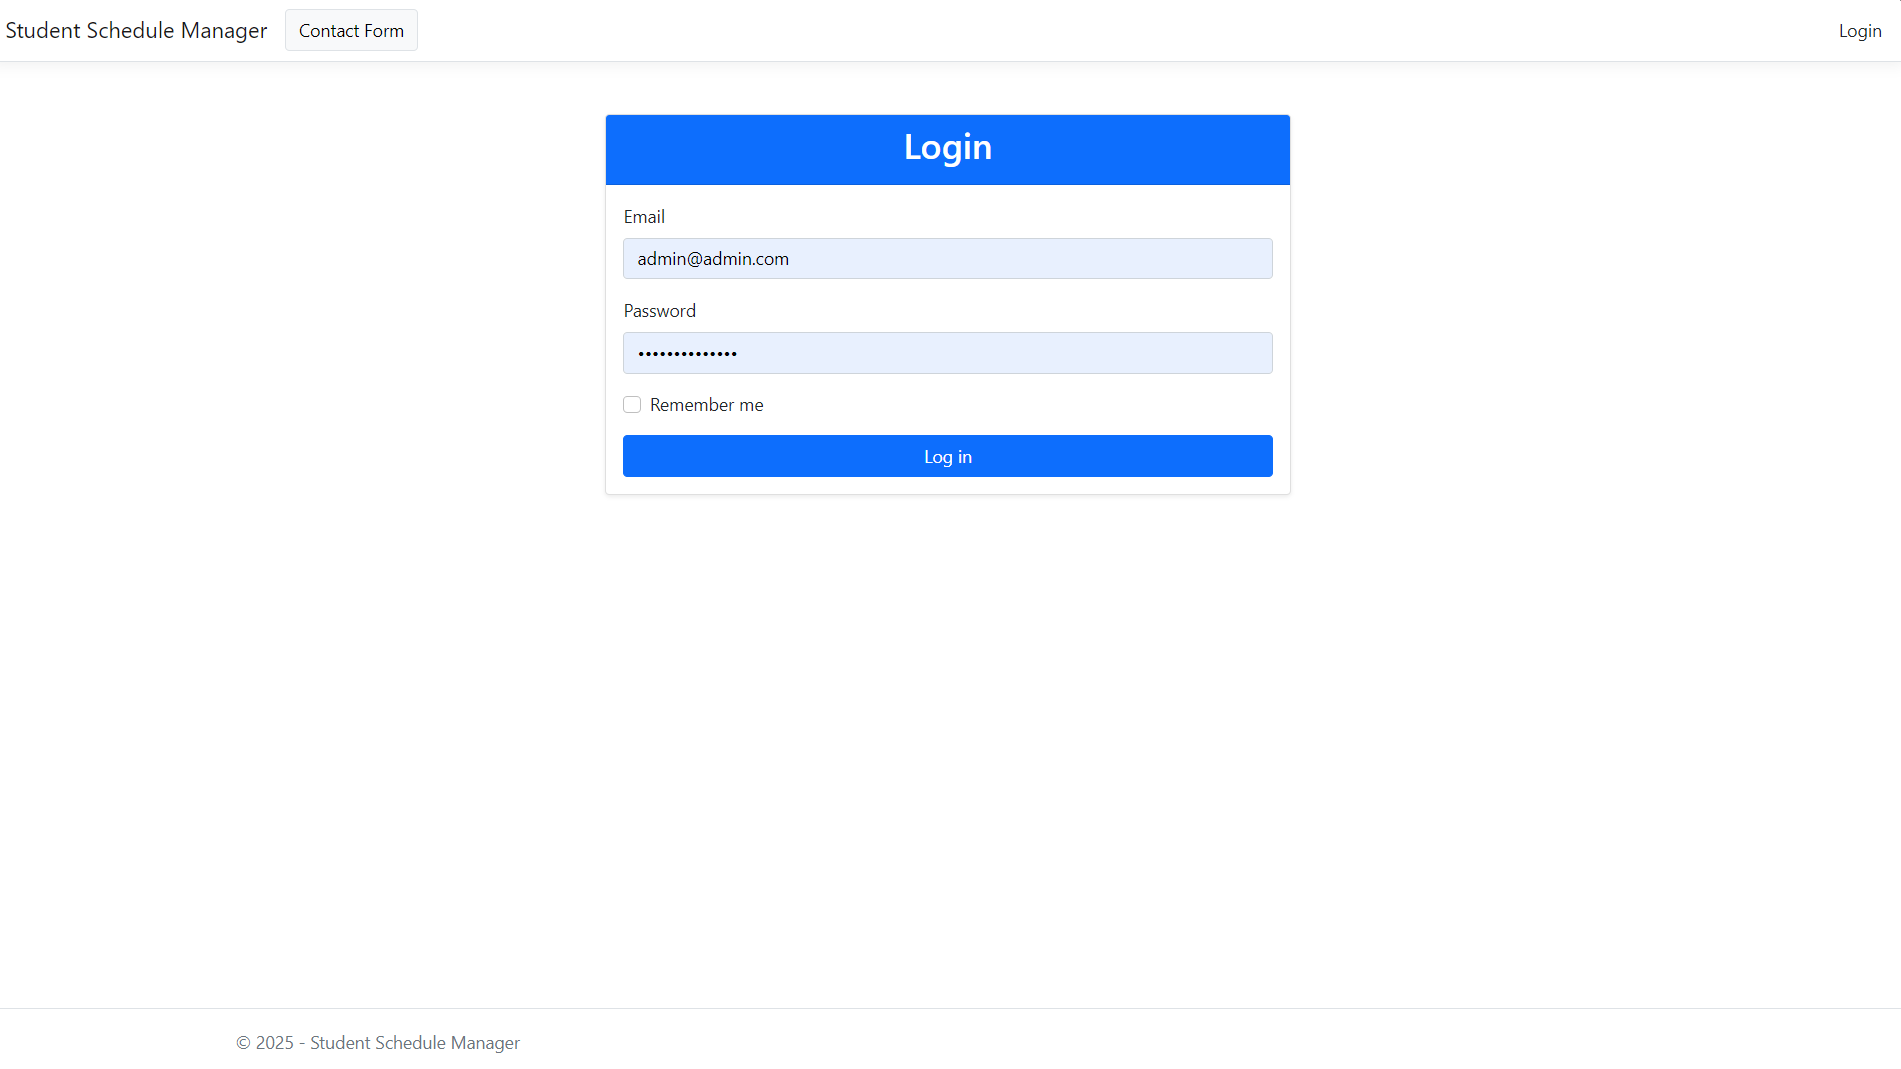 Student Schedule Manager Contact Form Login
Login
Email
admin@admin.com
Password
••••••••••••••
Remember me
Log in
© 2025 - Student Schedule Manager